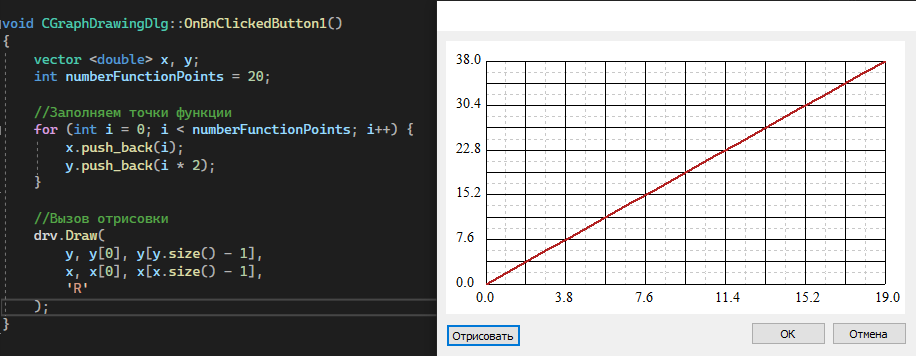 void CGraphDrawingDlg::OnBnClickedButton1()
{
vector <double> x, y;
int numberFunctionPoints = 20;
//Заполняем точки функции
for (int i = 0; i < numberFunctionPoints; i++) {
x.push_back(i);
y.push_back(i * 2);
}
//Вызов отрисовки
drv.Draw(
y, y[0], y[y.size() - 1],
x, x[0], x[x.size() - 1],
'R'
);
}
38.0
30.4
22.8
15.2
7.6
0.0
0.0 3.8 7.6 11.4 15.2 19.0
Отрисовать OK Отмена